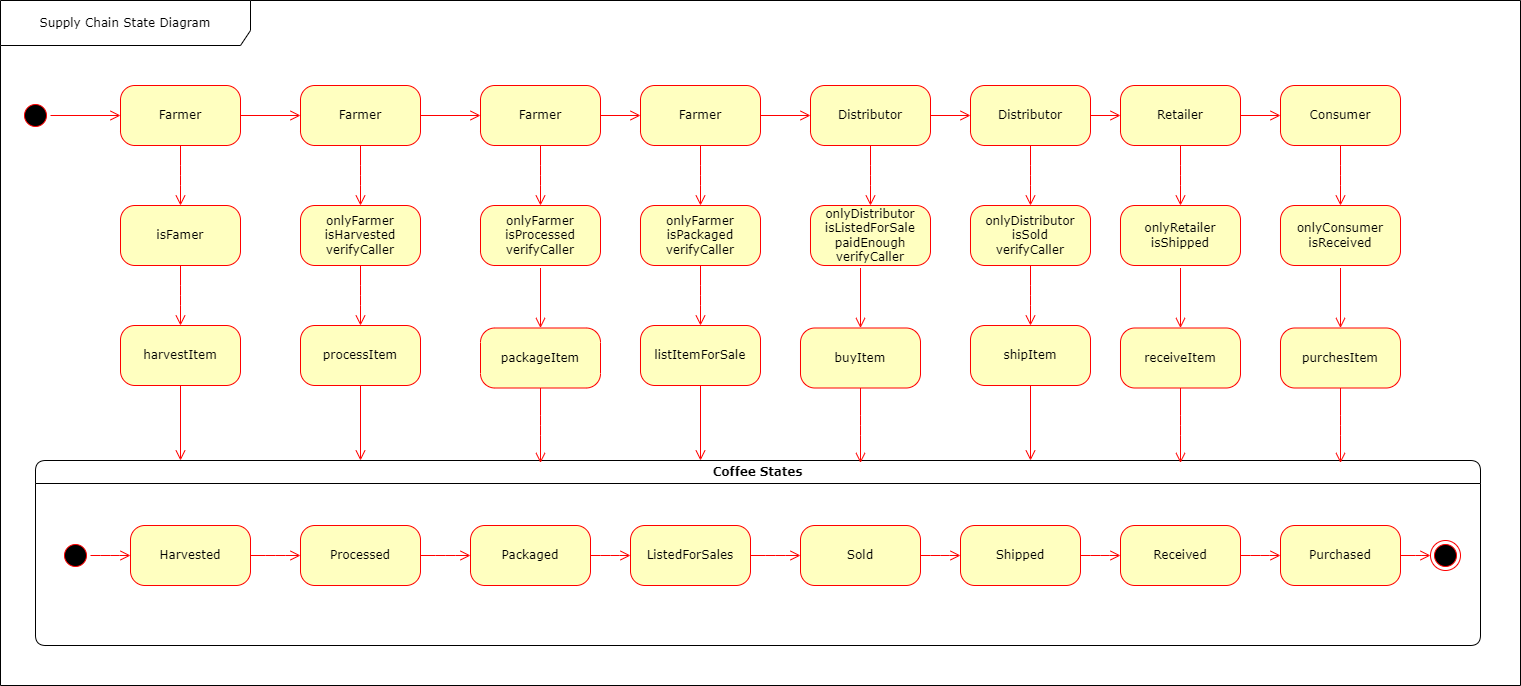 Supply Chain State Diagram
Farmer
Farmer
Farmer
Farmer
Distributor
Distributor
Retailer
Consumer
isFamer
onlyFarmer
isHarvested
verifyCaller
onlyFarmer
isProcessed
verifyCaller
onlyFarmer
isPackaged
verifyCaller
onlyDistributor
isListedForSale
paidEnough
verifyCaller
onlyDistributor
isSold
verifyCaller
onlyRetailer
isShipped
onlyConsumer
isReceived
harvestItem
processItem
packageItem
listItemForSale
buyItem
shipItem
receiveItem
purchesItem
Coffee States
Harvested
Processed
Packaged
ListedForSales
Sold
Shipped
Received
Purchased